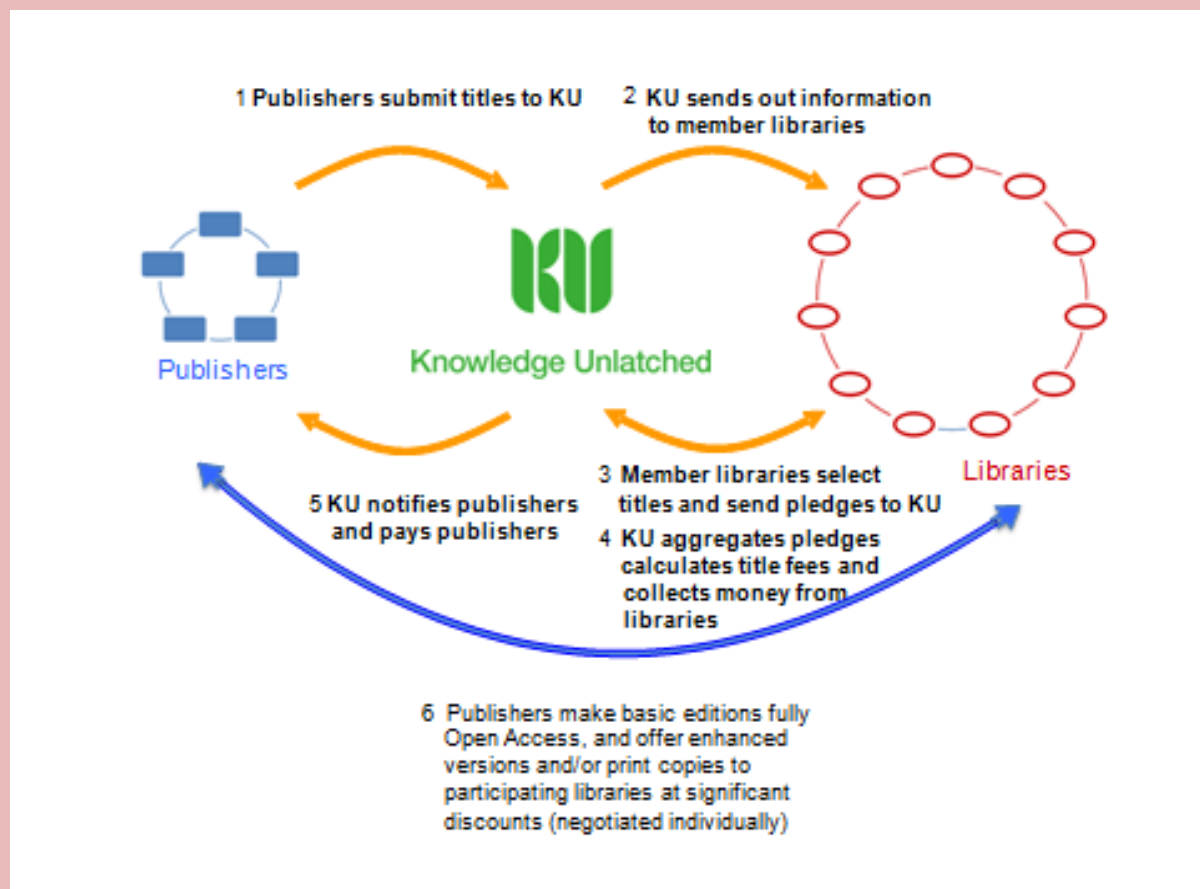 1 Publishers submit titles to KU
2 KU sends out information
to member libraries
KU
Knowledge Unlatched
Publishers
Libraries
3 Member libraries select
titles and send pledges to KU
4 KU aggregates pledges
calculates title fees and
collects money from
libraries
5 KU notifies publishers
and pays publishers
6 Publishers make basic editions fully
Open Access, and offer enhanced
versions and/or print copies to
participating libraries at significant
discounts (negotiated individually)